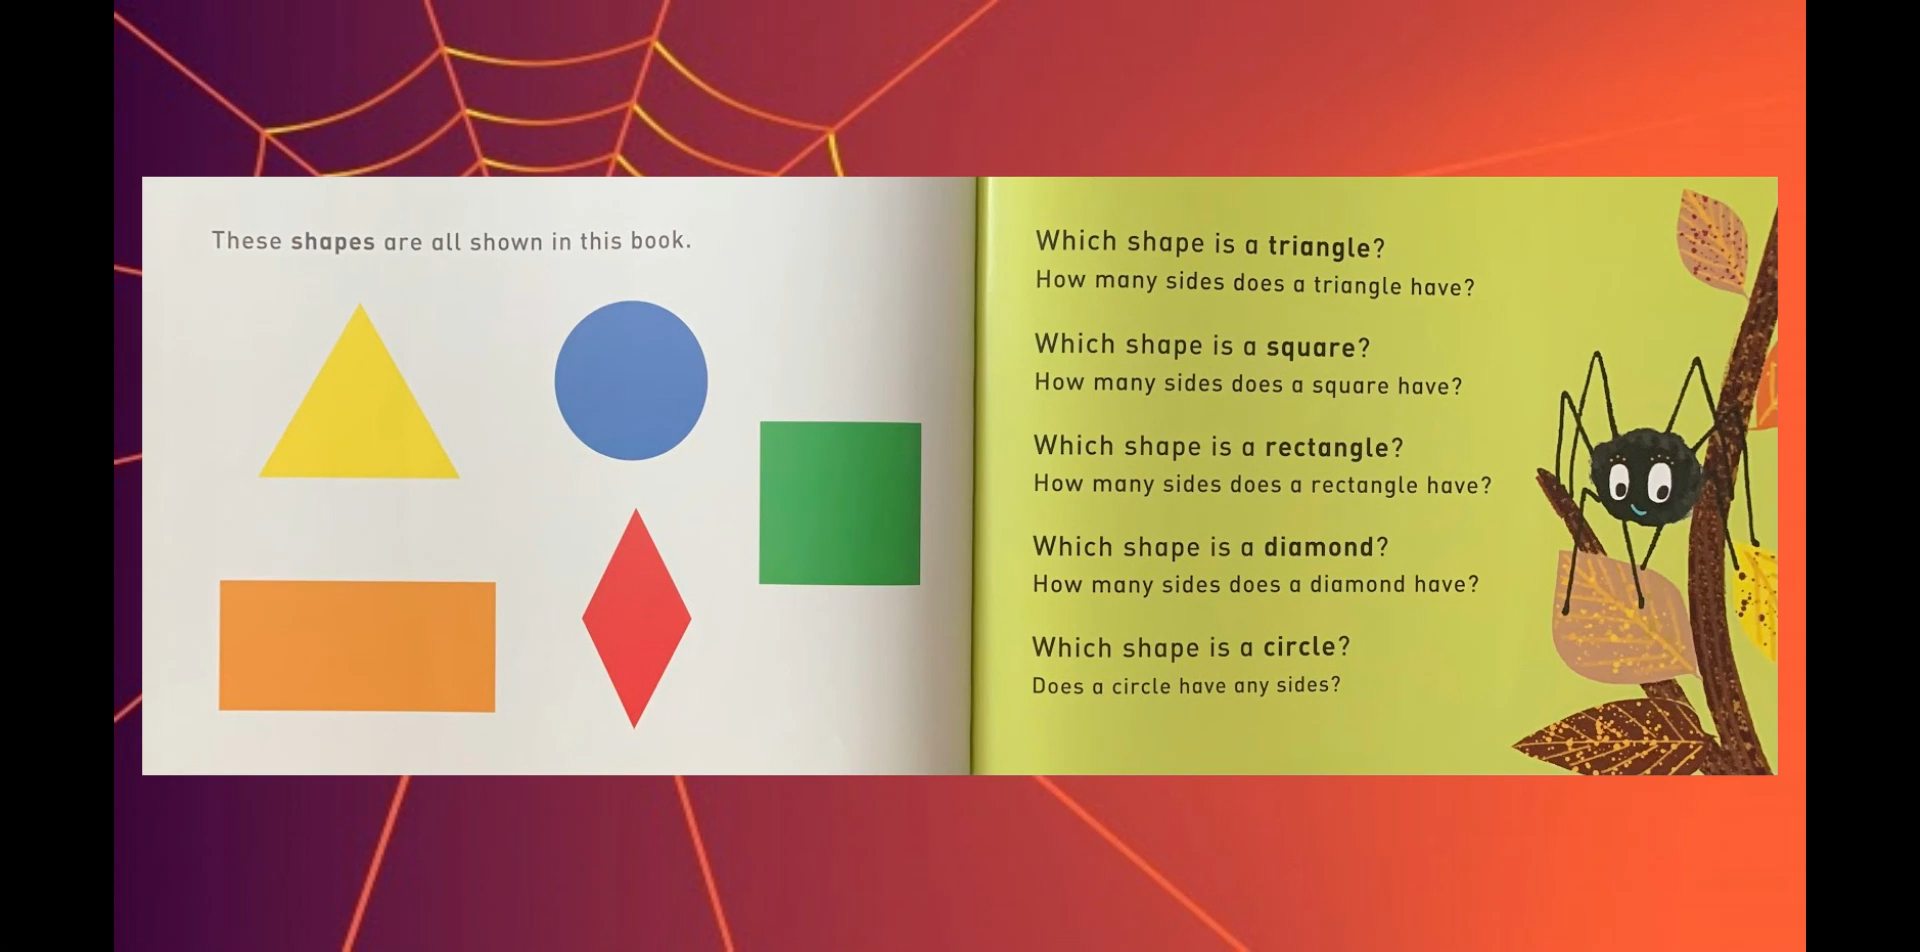 These shapes are all shown in this book.
Which shape is a triangle?
How many sides does a triangle have?
Which shape is a square?
How many sides does a square have?
Which shape is a rectangle?
How many sides does a rectangle have?
Which shape is a diamond?
How many sides does a diamond have?
Which shape is a circle?
Does a circle have any sides?